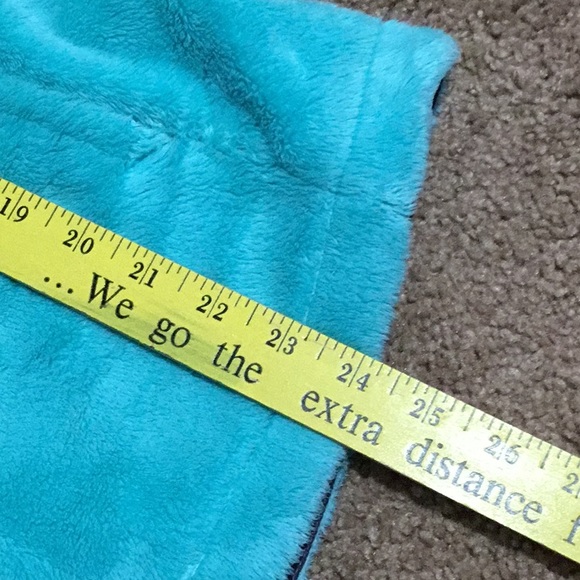 19 20 21 22 23 24 25 26
...We go the extra distance